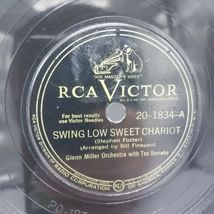 "HIS MASTER'S VOICE"
RCA VICTOR
For best results
use Victor Needles
20-1834-A
SWING LOW SWEET CHARIOT
(Stephen Foster)
(Arranged by Bill Finegan)
Glenn Miller Orchestra with Tex Beneke